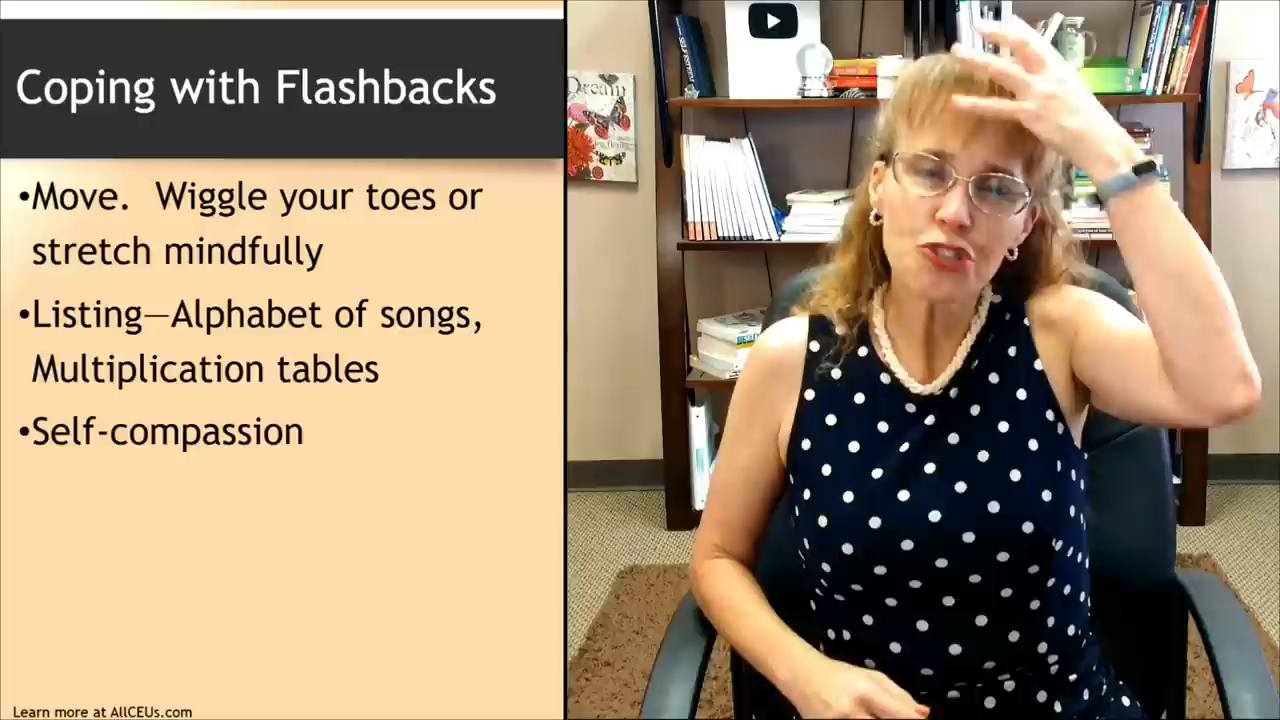 Coping with Flashbacks
•Move.  Wiggle your toes or
stretch mindfully
•Listing—Alphabet of songs,
Multiplication tables
•Self-compassion
Learn more at AllCEUs.com
Dream